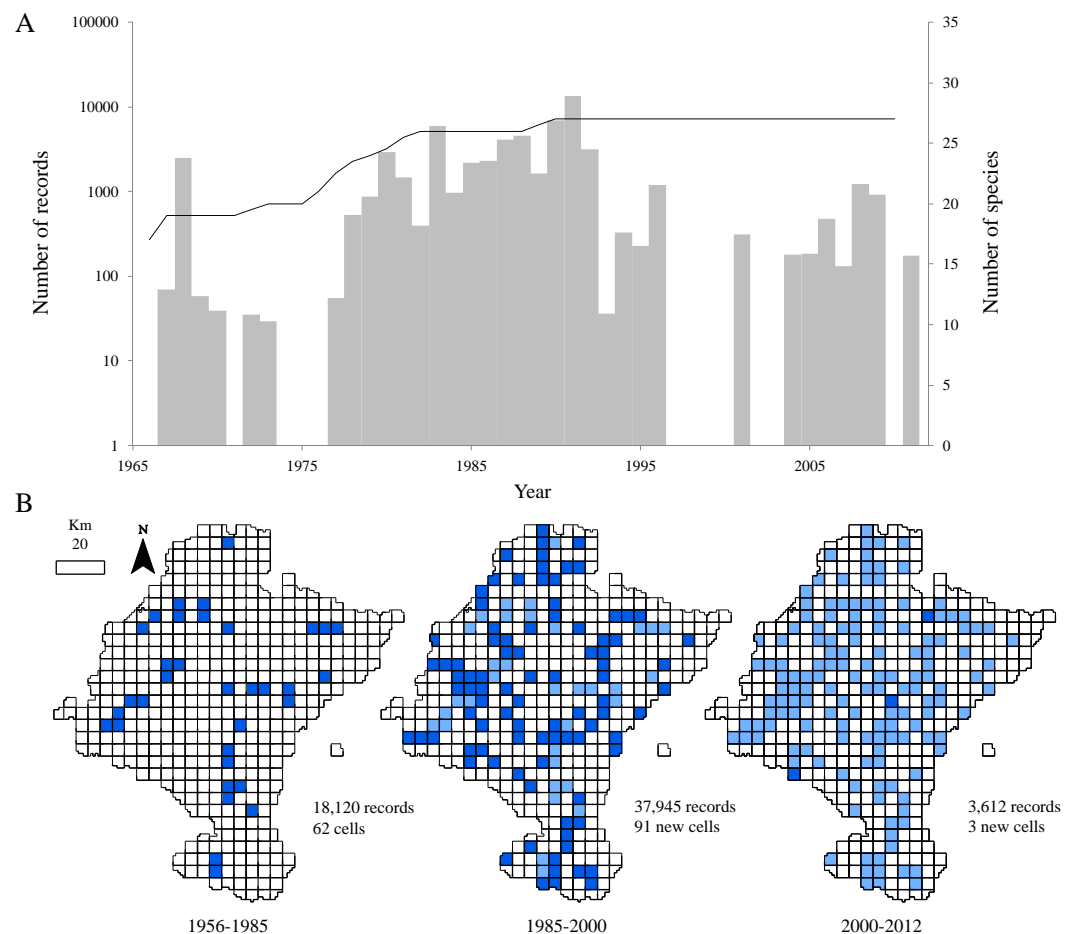 A
100000
10000
1000
100
10
1
Number of records
35
30
25
20
15
10
5
0
Number of species
1965
1975
1985
1995
2005
Year
B
Km
20
N
18,120 records
62 cells
37,945 records
91 new cells
3,612 records
3 new cells
1956-1985
1985-2000
2000-2012